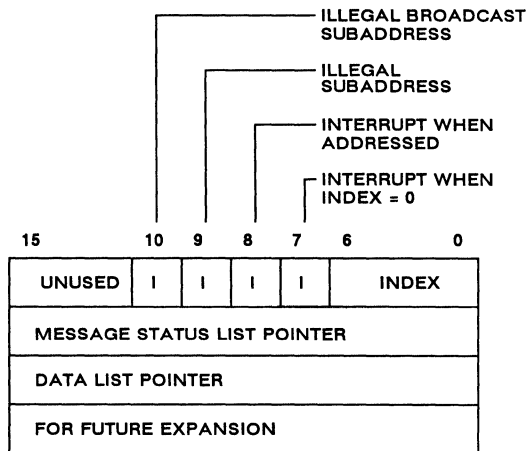 ILLEGAL BROADCAST
SUBADDRESS
ILLEGAL
SUBADDRESS
INTERRUPT WHEN
ADDRESSED
INTERRUPT WHEN
INDEX = 0
15 10 9 8 7 6 0
UNUSED I I I I INDEX
MESSAGE STATUS LIST POINTER
DATA LIST POINTER
FOR FUTURE EXPANSION